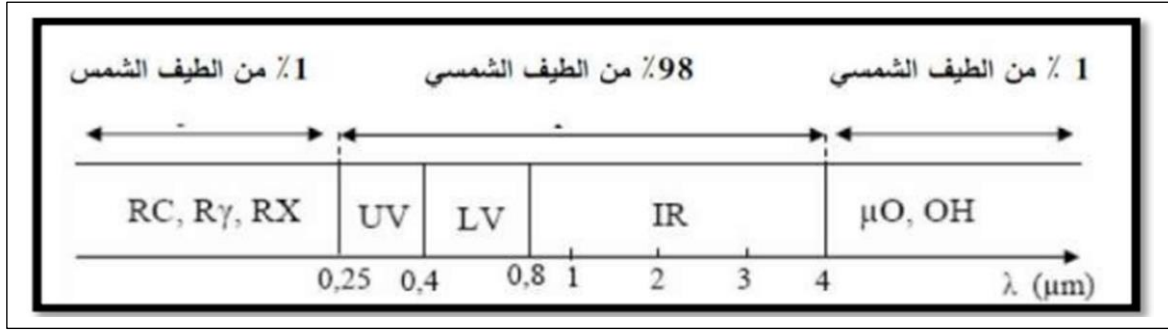 1٪ من الطيف الشمس 98٪ من الطيف الشمسي 1 ٪ من الطيف الشمسي
RC, Rγ, RX UV LV IR μO, OH
0,25 0,4 0,8 1 2 3 4 λ (μm)